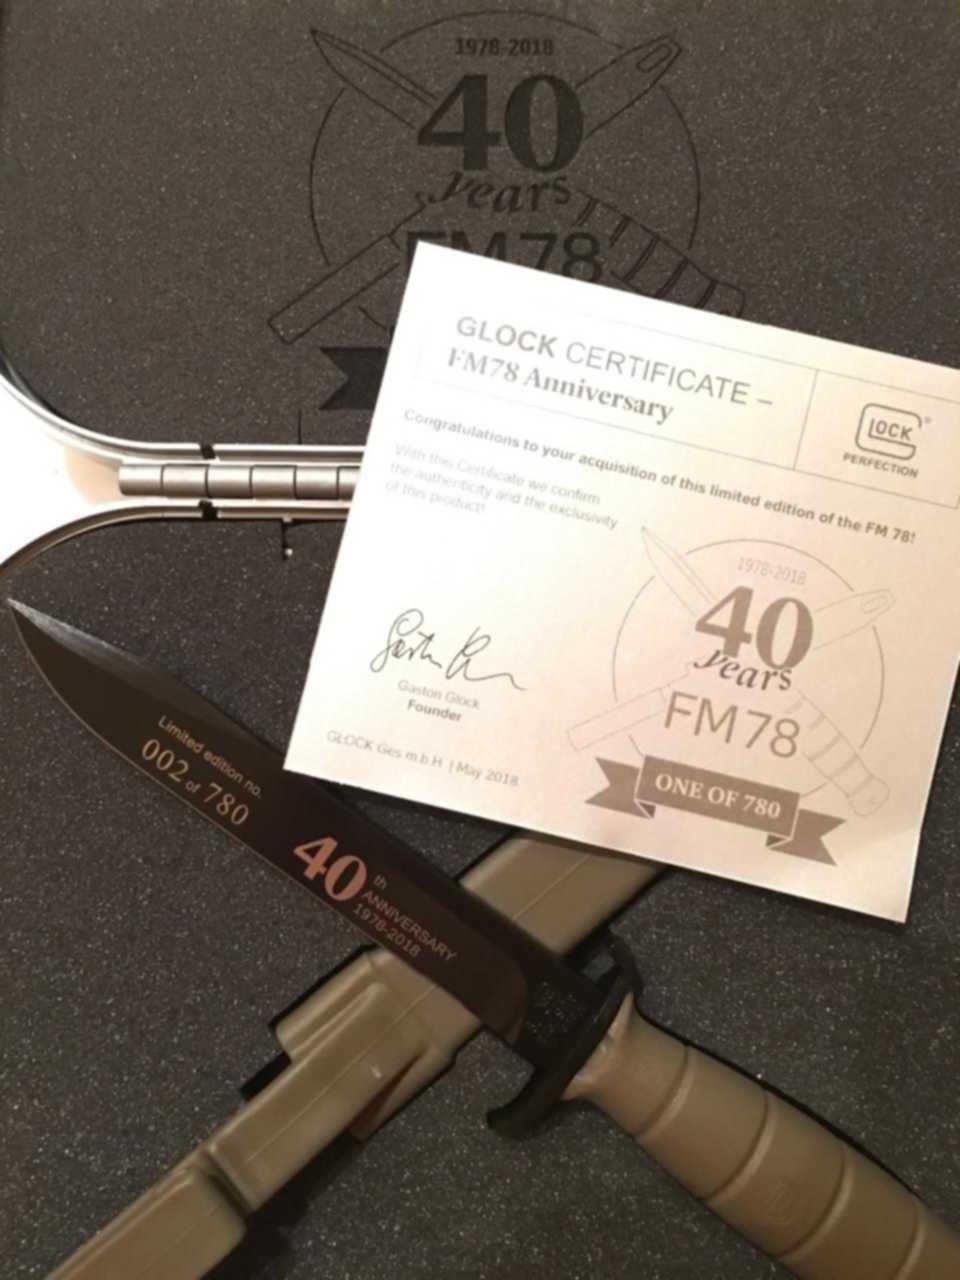 1978-2018
40
years
FM78
GLOCK CERTIFICATE –
FM78 Anniversary
GLOCK®
PERFECTION
Congratulations to your acquisition of this limited edition of the FM 78!
With this Certificate we confirm
the authenticity and the exclusivity
of this product!
1978-2018
40
years
FM78
ONE OF 780
Gaston Glock
Founder
GLOCK Ges.m.b.H. | May 2018
Limited edition no.
002 of 780
40th
ANNIVERSARY
1978-2018